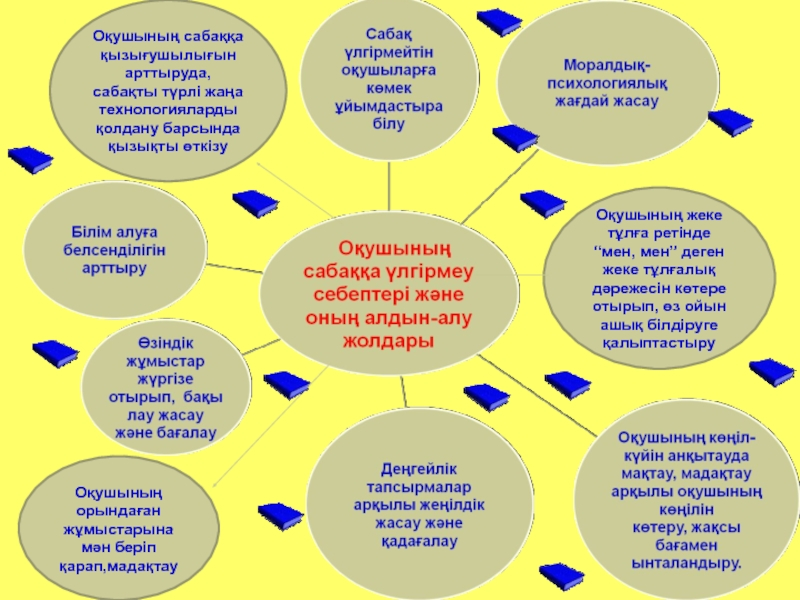 Оқушының сабаққа
қызығушылығын
арттыруда,
сабақты түрлі жаңа
технологияларды
қолдану барсында
қызықты өткізу
Сабақ
үлгірмейтін
оқушыларға
көмек
ұйымдастыра
білу
Моралдық-
психологиялық
жағдай жасау
Білім алуға
белсенділігін
арттыру
Оқушының
сабаққа үлгірмеу
себептері және
оның алдын-алу
жолдары
Оқушының жеке
тұлға ретінде
“мен, мен” деген
жеке тұлғалық
дәрежесін көтере
отырып, өз ойын
ашық білдіруге
қалыптастыру
Өзіндік
жұмыстар
жүргізе
отырып, бақы
лау жасау
және бағалау
Оқушының
орындаған
жұмыстарына
мән беріп
қарап,мадақтау
Деңгейлік
тапсырмалар
арқылы жеңілдік
жасау және
қадағалау
Оқушының көңіл-
күйін анқытауда
мақтау, мадақтау
арқылы оқушының
көңілін
көтеру, жақсы
бағамен
ынталандыру.